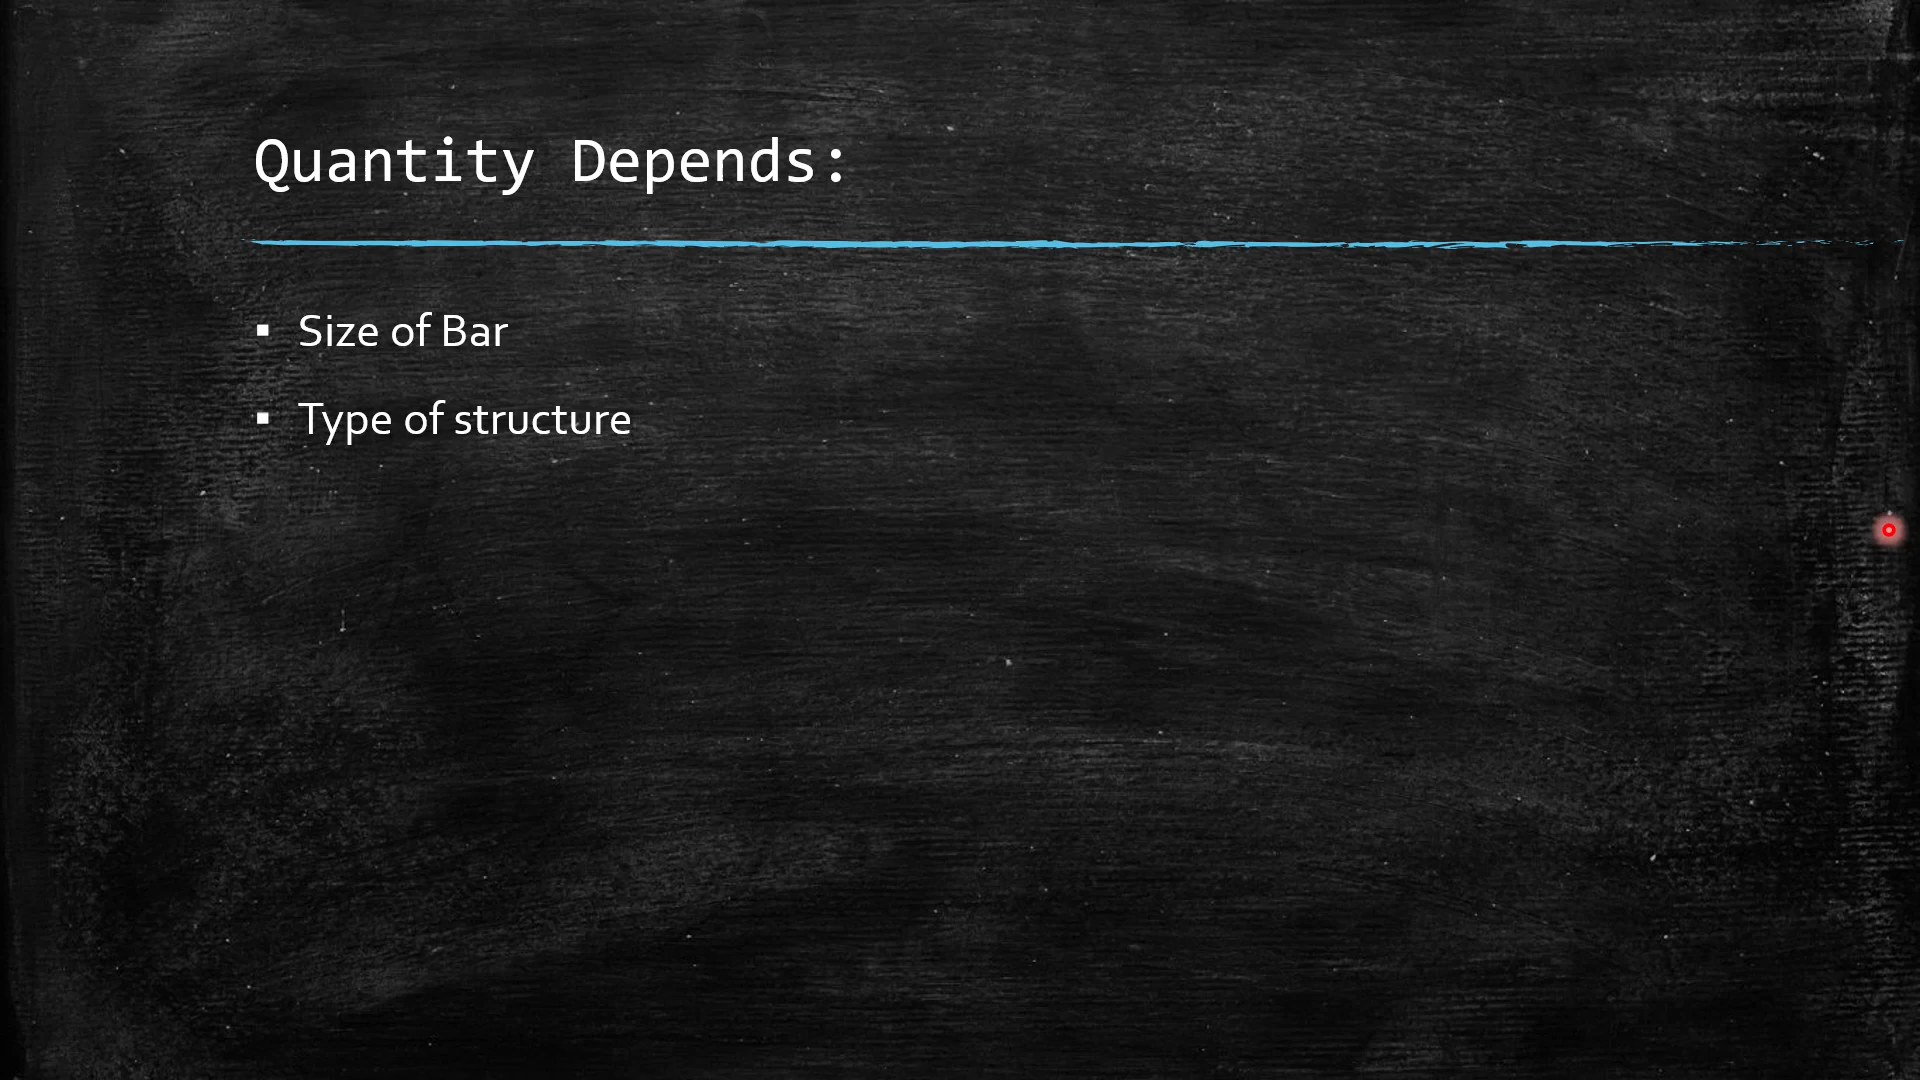 Quantity Depends:
▪ Size of Bar
▪ Type of structure